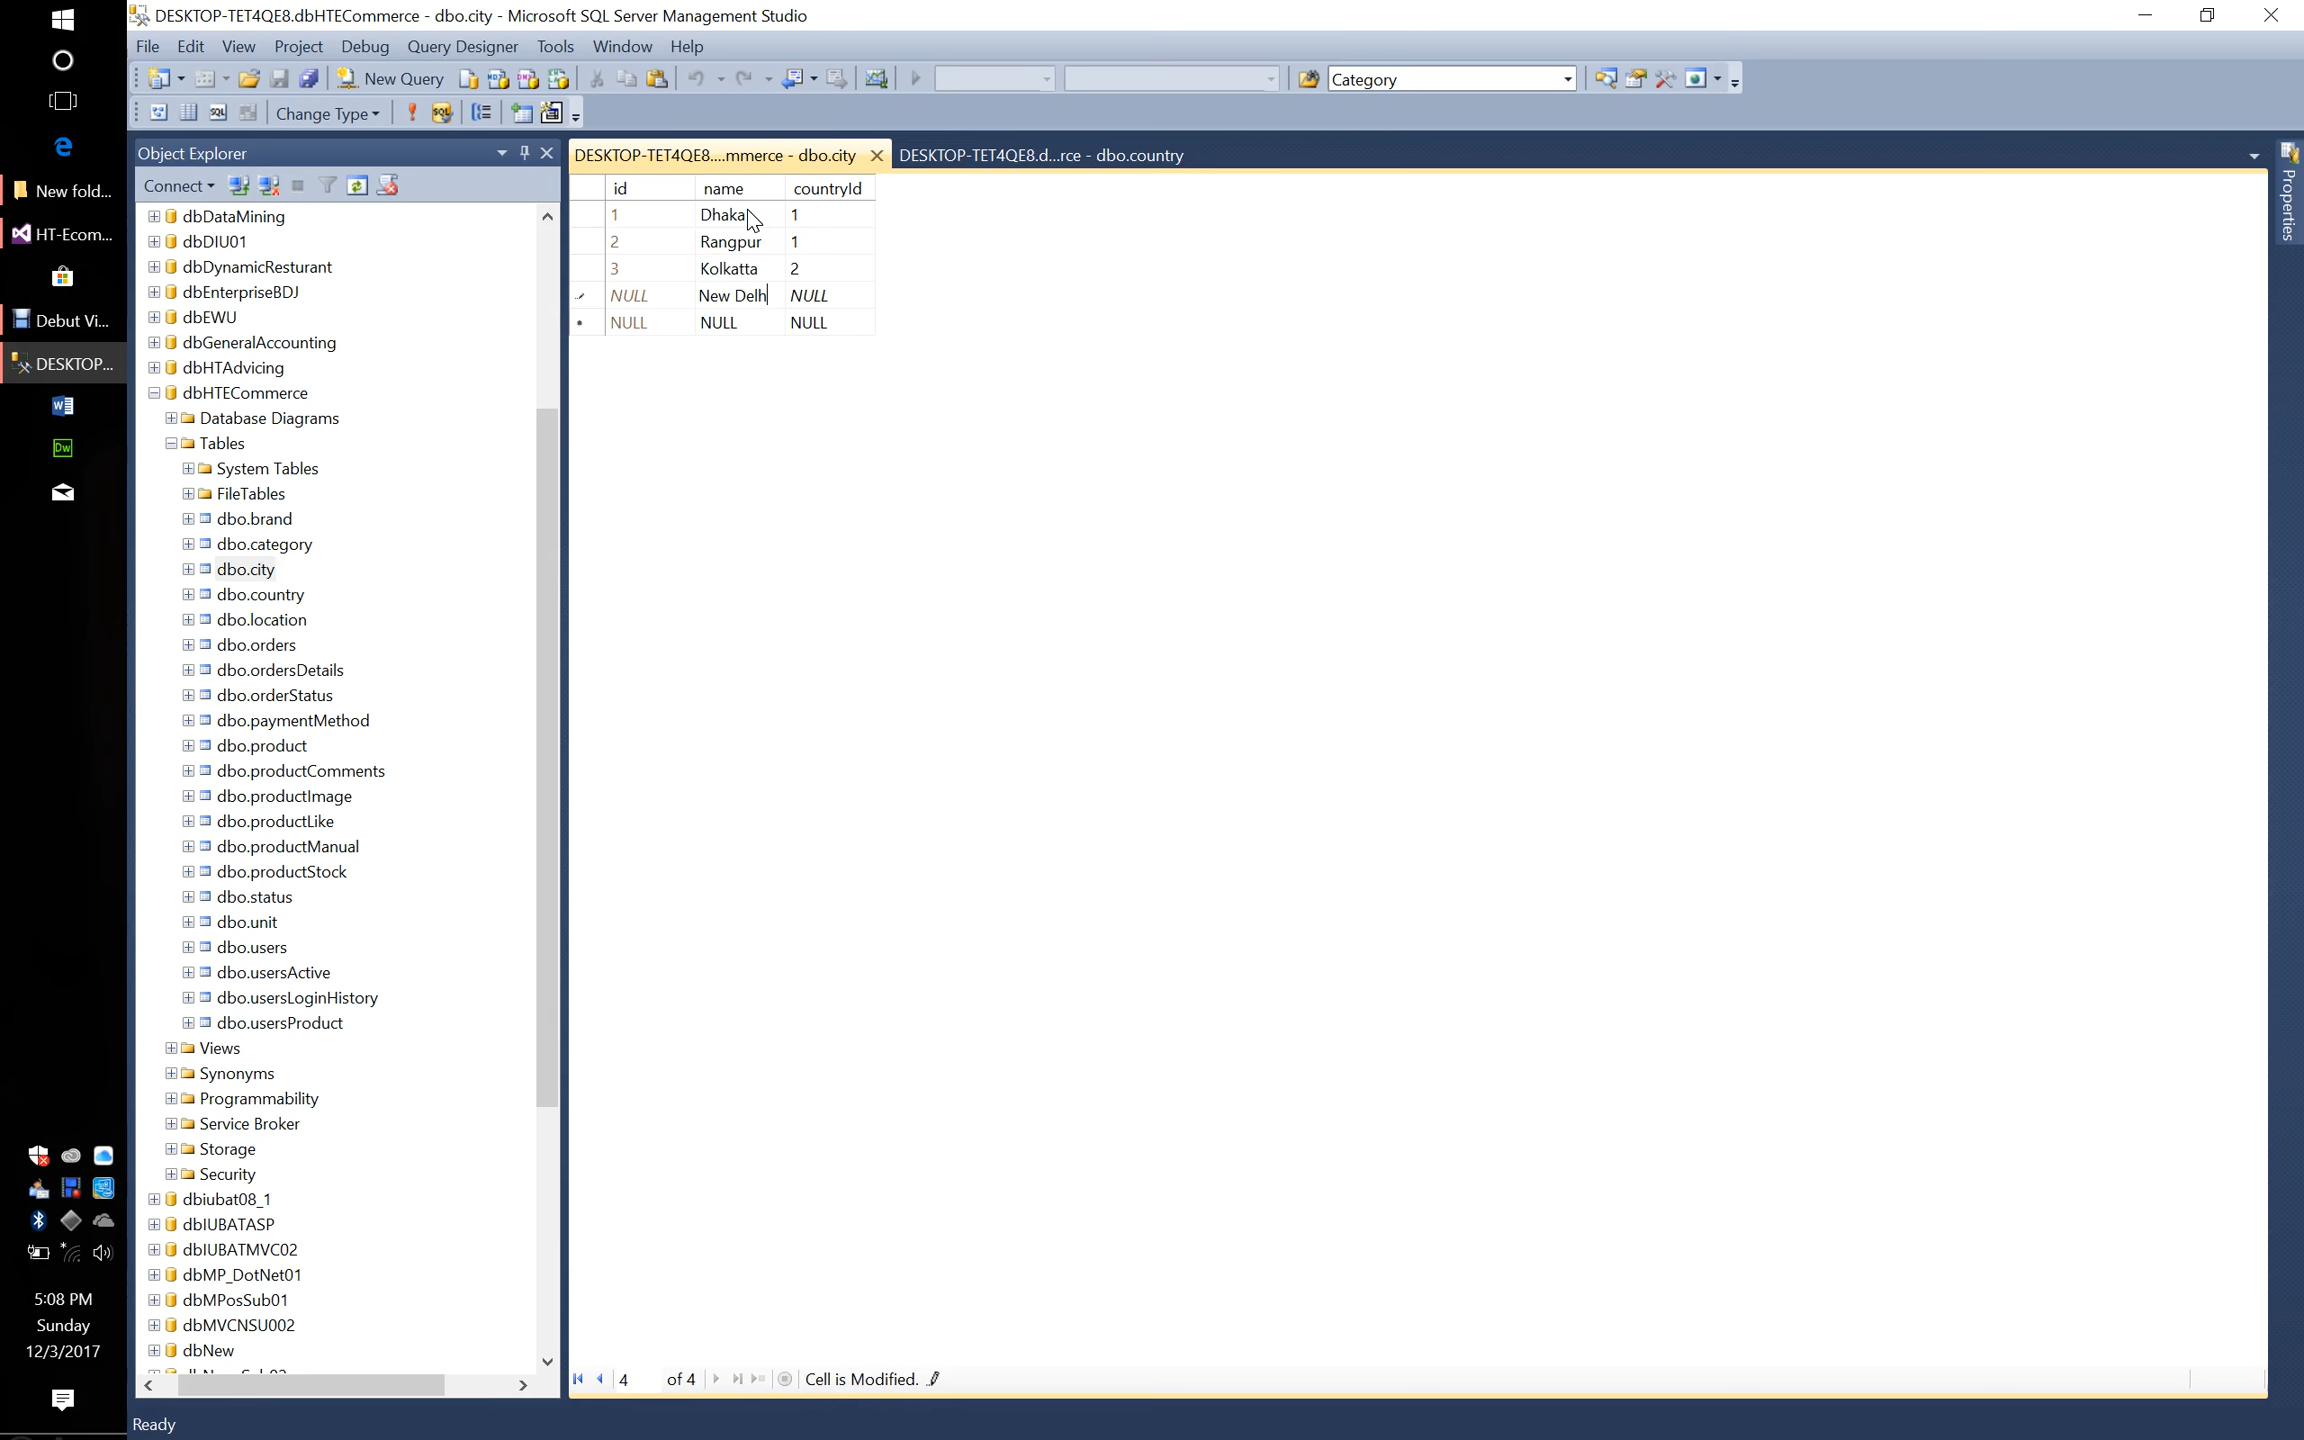 DESKTOP-TET4QE8.dbHTECommerce - dbo.city - Microsoft SQL Server Management Studio
File Edit View Project Debug Query Designer Tools Window Help
New Query
Category
Change Type
Object Explorer
Connect
dbDataMining
dbDIU01
dbDynamicResturant
dbEnterpriseBDJ
dbEWU
dbGeneralAccounting
dbHTAdvicing
dbHTECommerce
Database Diagrams
Tables
System Tables
FileTables
dbo.brand
dbo.category
dbo.city
dbo.country
dbo.location
dbo.orders
dbo.ordersDetails
dbo.orderStatus
dbo.paymentMethod
dbo.product
dbo.productComments
dbo.productImage
dbo.productLike
dbo.productManual
dbo.productStock
dbo.status
dbo.unit
dbo.users
dbo.usersActive
dbo.usersLoginHistory
dbo.usersProduct
Views
Synonyms
Programmability
Service Broker
Storage
Security
dbiubat08_1
dbIUBATASP
dbIUBATMVC02
dbMP_DotNet01
dbMPosSub01
dbMVCNSU002
dbNew
DESKTOP-TET4QE8....mmerce - dbo.city DESKTOP-TET4QE8.d...rce - dbo.country
id name countryId
1 Dhaka 1
2 Rangpur 1
3 Kolkatta 2
NULL New Delh NULL
NULL NULL NULL
4 of 4 Cell is Modified.
Properties
Ready
New fold...
HT-Ecom...
Debut Vi...
DESKTOP...
Dw
5:08 PM
Sunday
12/3/2017